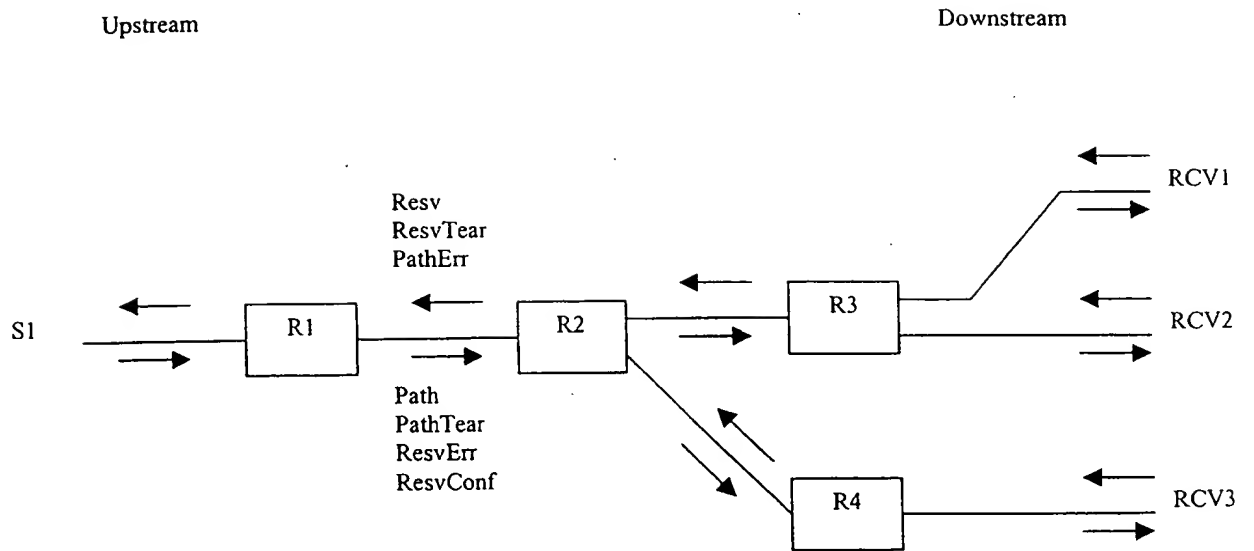 Upstream
Downstream
RCV1
Resv
ResvTear
PathErr
S1
R1
R2
R3
RCV2
Path
PathTear
ResvErr
ResvConf
R4
RCV3